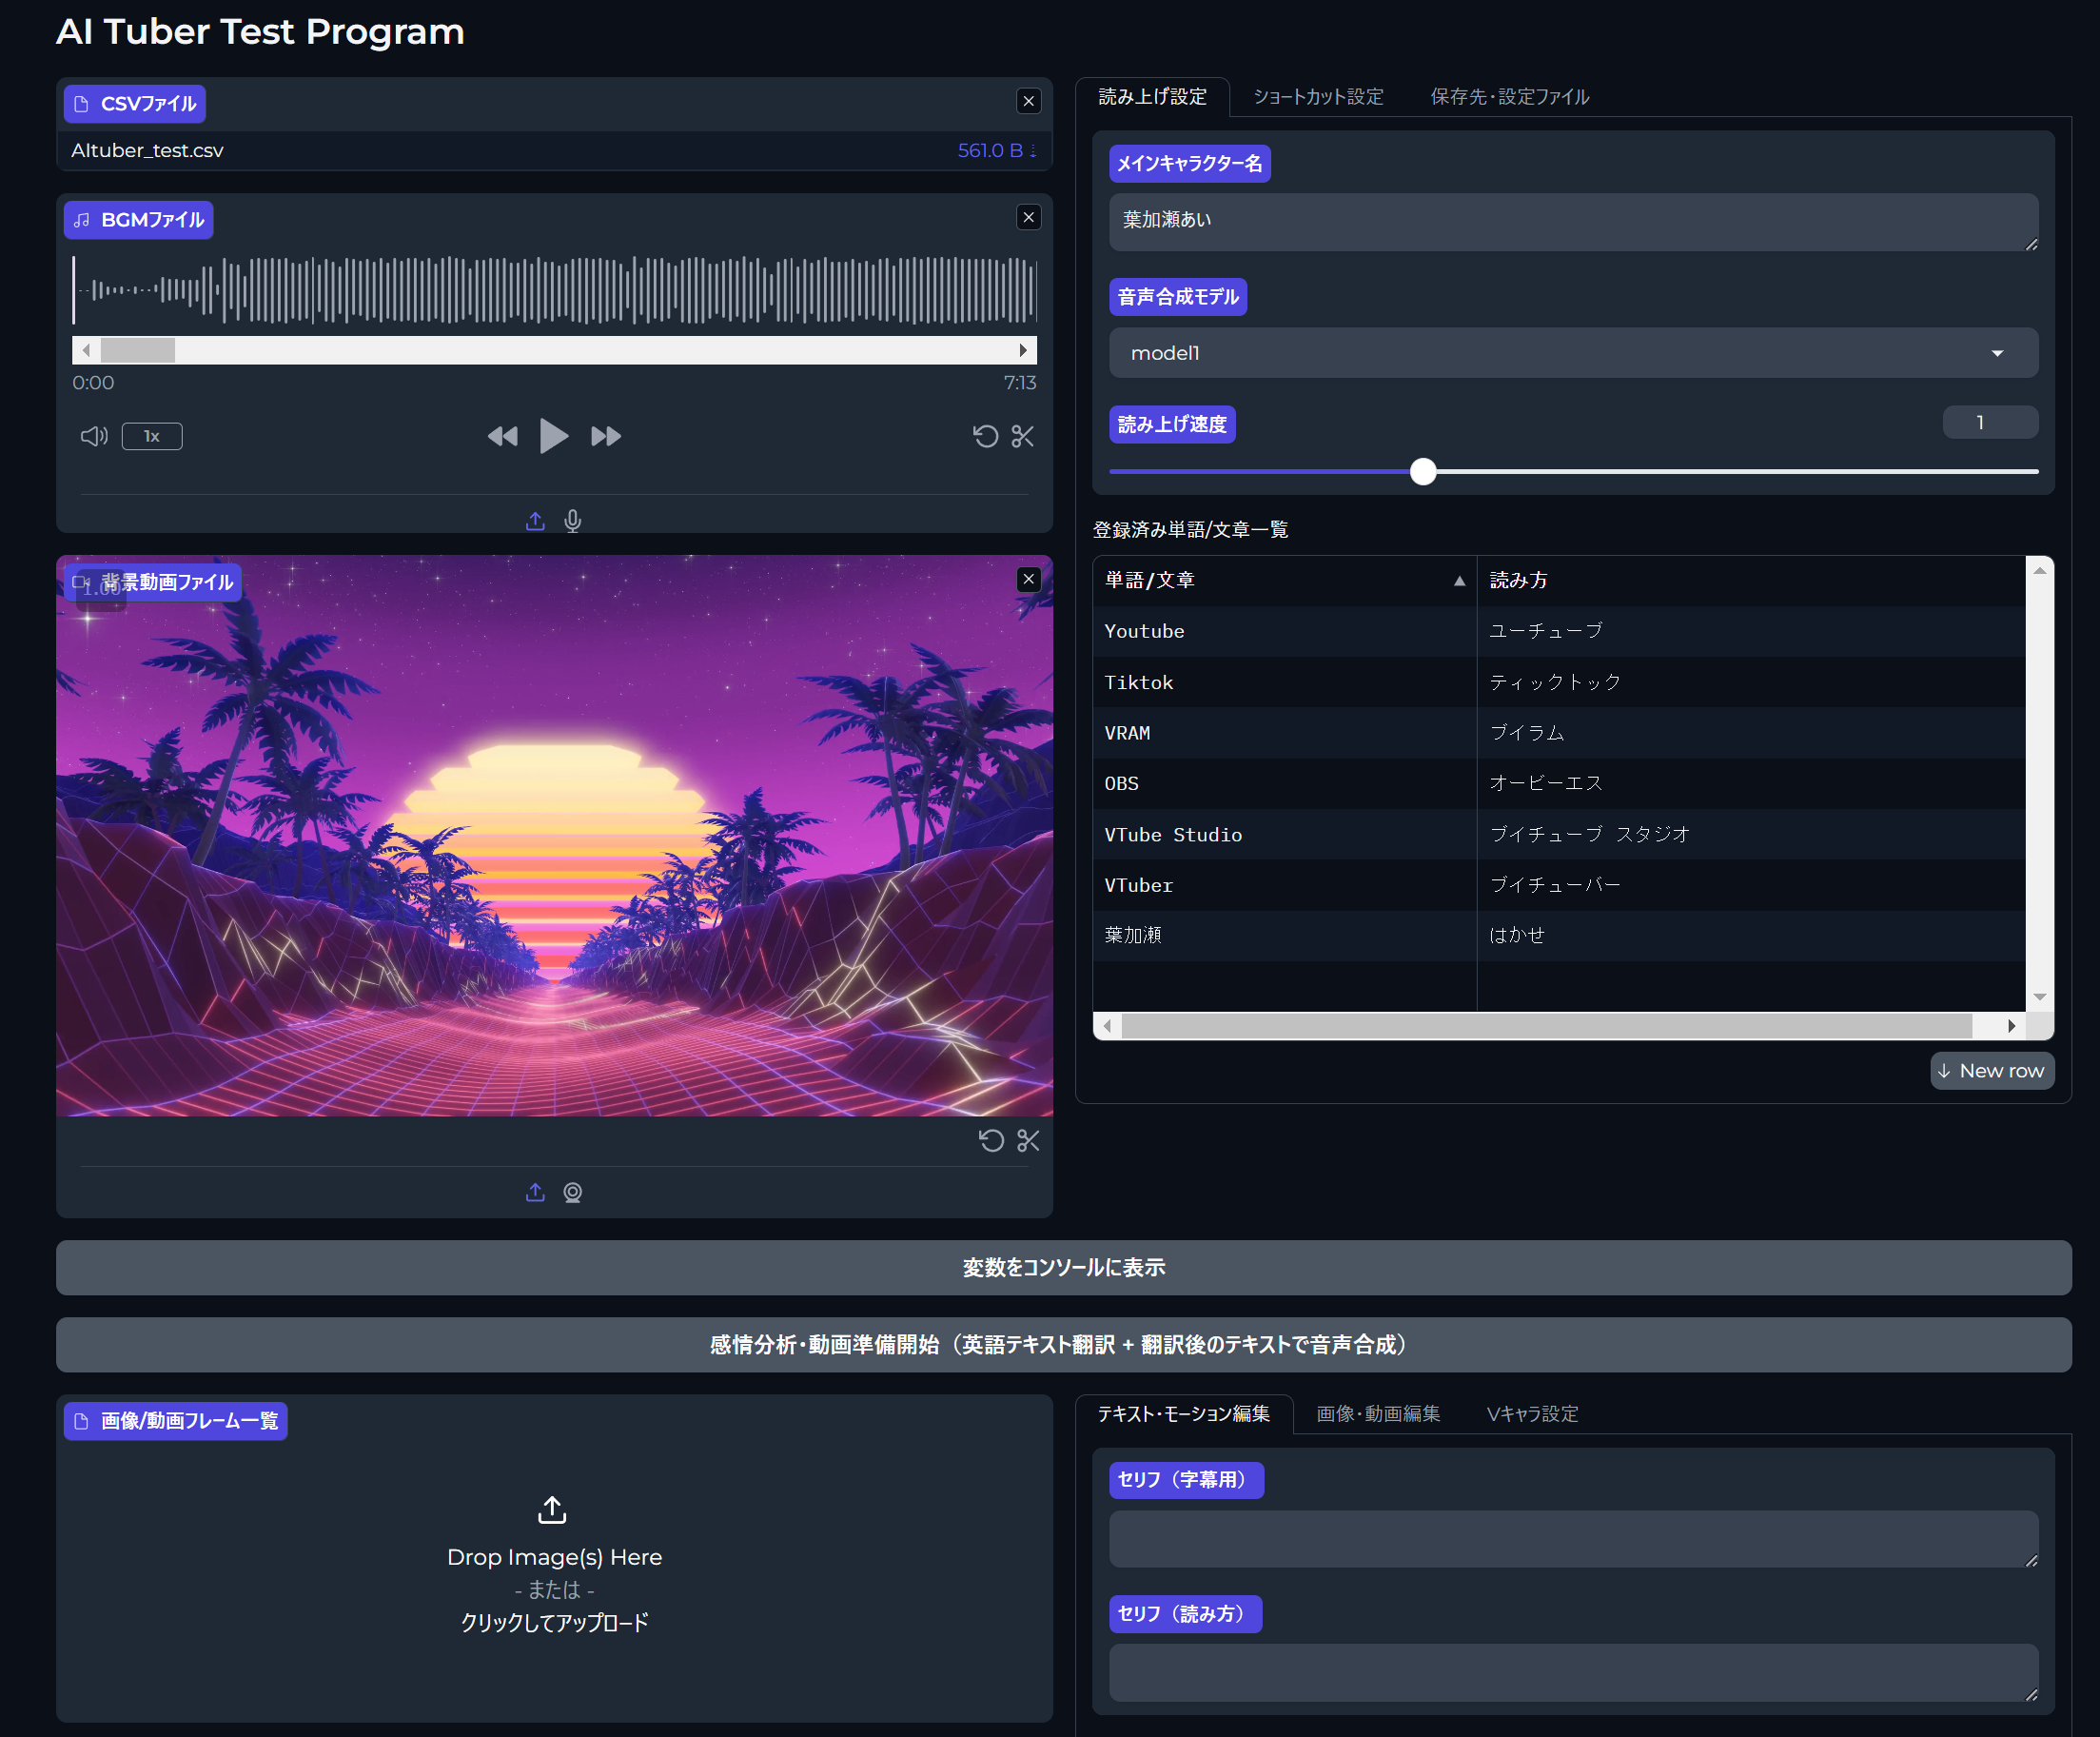 AI Tuber Test Program
CSVファイル
AItuber_test.csv
561.0 B ⇣
BGMファイル
0:00
7:13
1x
背景動画ファイル
1.00
読み上げ設定
ショートカット設定
保存先・設定ファイル
メインキャラクター名
葉加瀬あい
音声合成モデル
model1
読み上げ速度
1
登録済み単語/文章一覧
単語/文章
読み方
Youtube
ユーチューブ
Tiktok
ティックトック
VRAM
ブイラム
OBS
オービーエス
VTube Studio
ブイチューブ スタジオ
VTuber
ブイチューバー
葉加瀬
はかせ
↓ New row
変数をコンソールに表示
感情分析・動画準備開始（英語テキスト翻訳 + 翻訳後のテキストで音声合成）
画像/動画フレーム一覧
Drop Image(s) Here
- または -
クリックしてアップロード
テキスト・モーション編集
画像・動画編集
Vキャラ設定
セリフ（字幕用）
セリフ（読み方）